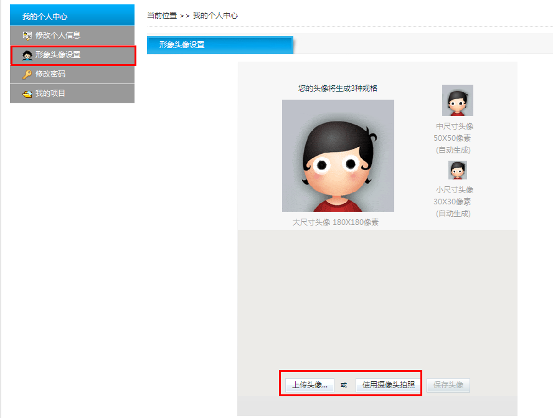 我的个人中心
修改个人信息
形象头像设置
修改密码
我的项目
当前位置 >> 我的个人中心
形象头像设置
您的头像将生成3种规格
大尺寸头像 180X180像素
中尺寸头像
50X50像素
(自动生成)
小尺寸头像
30X30像素
(自动生成)
上传头像... 或 使用摄像头拍照 保存头像